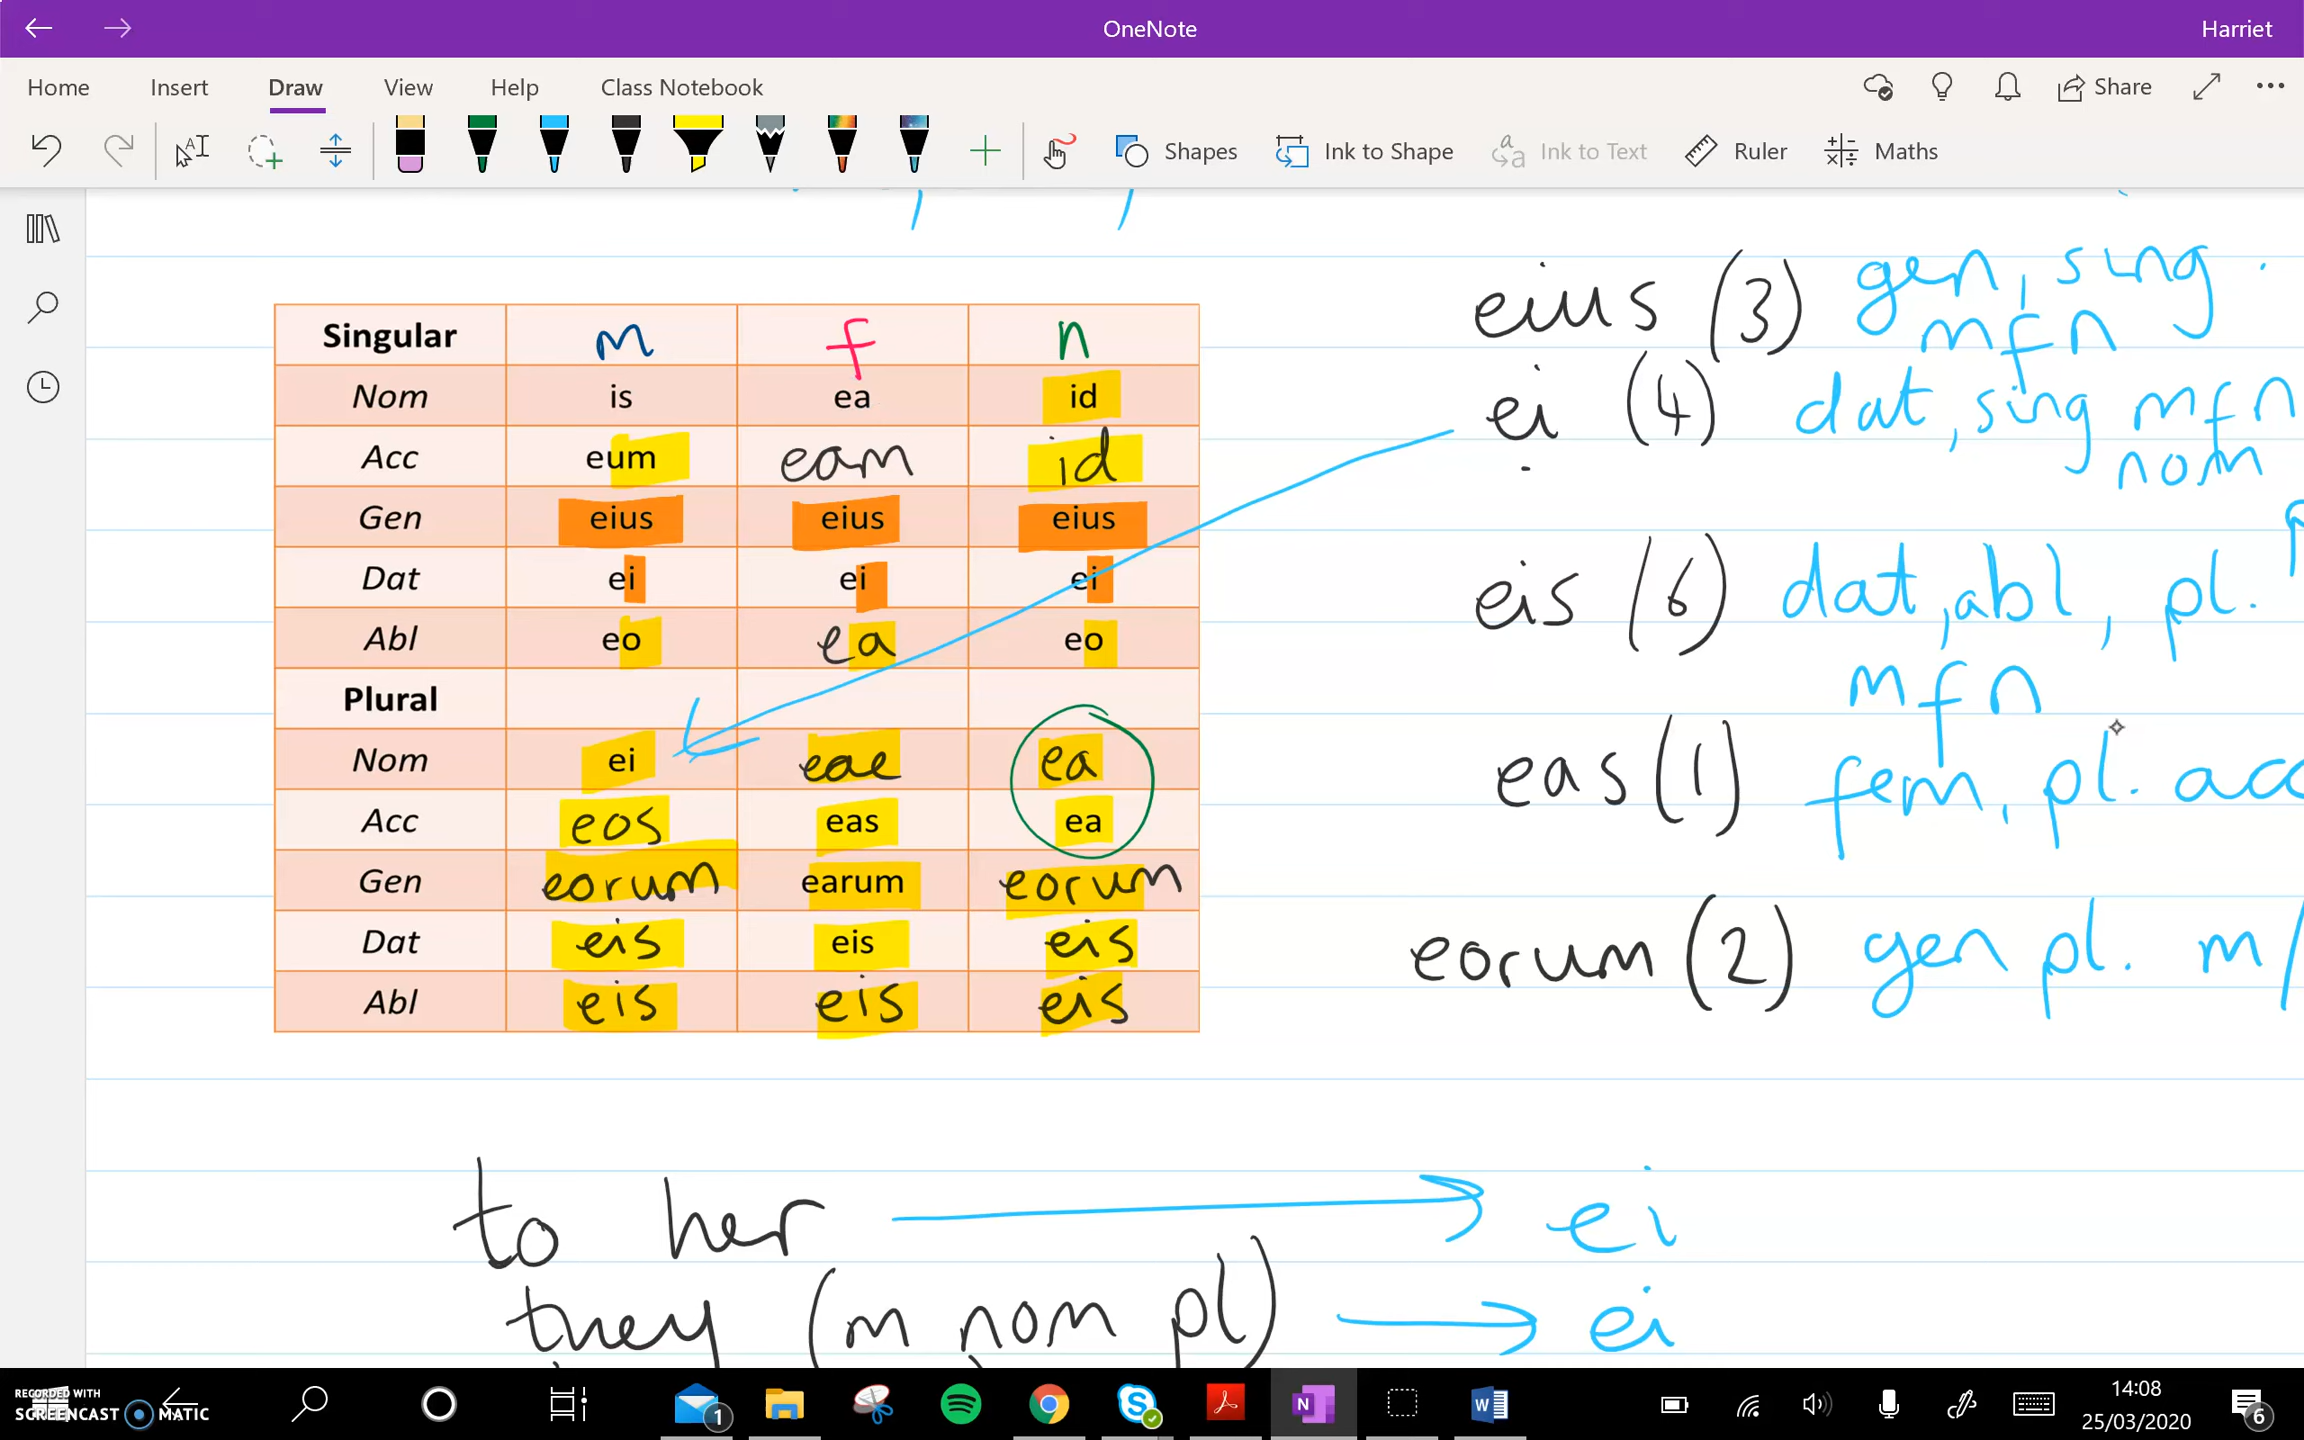 OneNote Harriet
Home Insert Draw View Help Class Notebook Share
Shapes Ink to Shape Ink to Text Ruler Maths
Singular m f n
Nom is ea id
Acc eum eam id
Gen eius eius eius
Dat ei ei ei
Abl eo ea eo
Plural
Nom ei eae ea
Acc eos eas ea
Gen eorum earum eorum
Dat eis eis eis
Abl eis eis eis
eius (3) gen, sing.
mfn
ei (4) dat, sing mfn
nom
eis (6) dat, abl, pl.
mfn
eas (1) fem, pl. acc
eorum (2) gen pl. m/
to her → ei
they (m nom pl) → ei
RECORDED WITH
SCREENCAST MATIC
1
14:08
25/03/2020
6